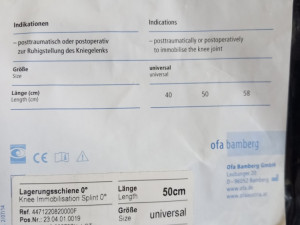 Indikationen
Indications
– posttraumatisch oder postoperativ
zur Ruhigstellung des Kniegelenks
– posttraumatically or postoperatively
to immobilise the knee joint
Größe
Size
universal
universal
Länge (cm)
Length (cm)
40 50 58
ofa bamberg
Ofa Bamberg GmbH
Laubanger 20
D-96052 Bamberg
www.ofa.de
CE
Lagerungsschiene 0°
Knee Immobilisation Splint 0°
Länge
Length
50cm
Ref.: 4471220820000F
Pos.Nr.: 23.04.01.0019
Größe
Size
universal